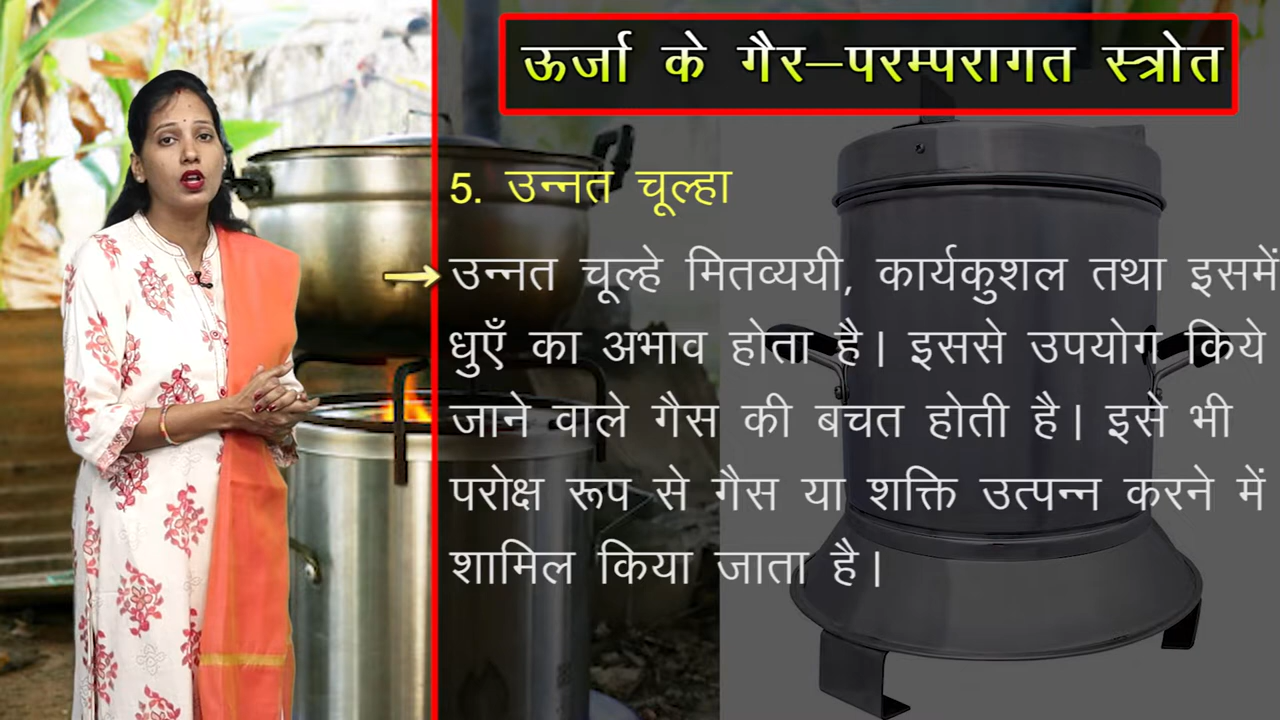 ऊर्जा के गैर–परम्परागत स्त्रोत
5. उन्नत चूल्हा
→उन्नत चूल्हे मितव्ययी, कार्यकुशल तथा इसमें
धुएँ का अभाव होता है। इससे उपयोग किये
जाने वाले गैस की बचत होती है। इसे भी
परोक्ष रूप से गैस या शक्ति उत्पन्न करने में
शामिल किया जाता है।